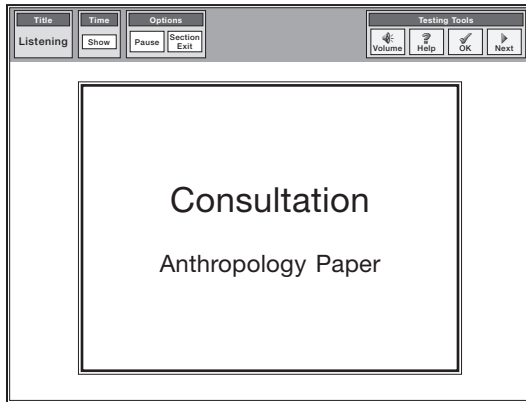 Title
Listening
Time
Show
Options
Pause
Section
Exit
Testing Tools
Volume
Help
OK
Next
Consultation
Anthropology Paper